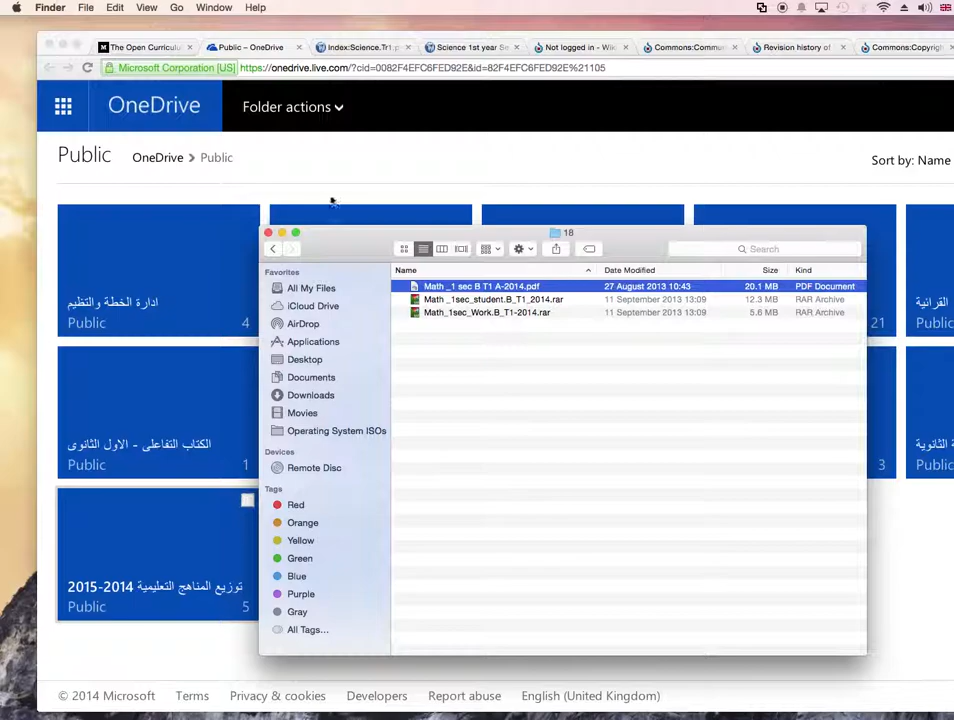 Finder File Edit View Go Window Help
The Open Curriculu
Public – OneDrive
Index:Science.Tr1.p
Science 1st year Se
Not logged in - Wik
Commons:Commu
Revision history of
Commons:Copyrig
Microsoft Corporation [US] https://onedrive.live.com/?cid=0082F4EFC6FED92E&id=82F4EFC6FED92E%21105
OneDrive
Folder actions
Public
OneDrive
Public
Sort by: Name
ادارة الخطة والتظيم
Public 4
21
القرائية
Public
الكتاب التفاعلى - الاول الثانوى
Public 1
3
الثانوية
Public
توزيع المناهج التعليمية 2014-2015
Public 5
18
Search
Favorites
All My Files
iCloud Drive
AirDrop
Applications
Desktop
Documents
Downloads
Movies
Operating System ISOs
Devices
Remote Disc
Tags
Red
Orange
Yellow
Green
Blue
Purple
Gray
All Tags...
Name Date Modified Size Kind
Math _1 sec B T1 A-2014.pdf 27 August 2013 10:43 20.1 MB PDF Document
Math _1sec_student.B_T1_2014.rar 11 September 2013 13:09 12.3 MB RAR Archive
Math_1sec_Work.B_T1-2014.rar 11 September 2013 13:09 5.6 MB RAR Archive
© 2014 Microsoft Terms Privacy & cookies Developers Report abuse English (United Kingdom)